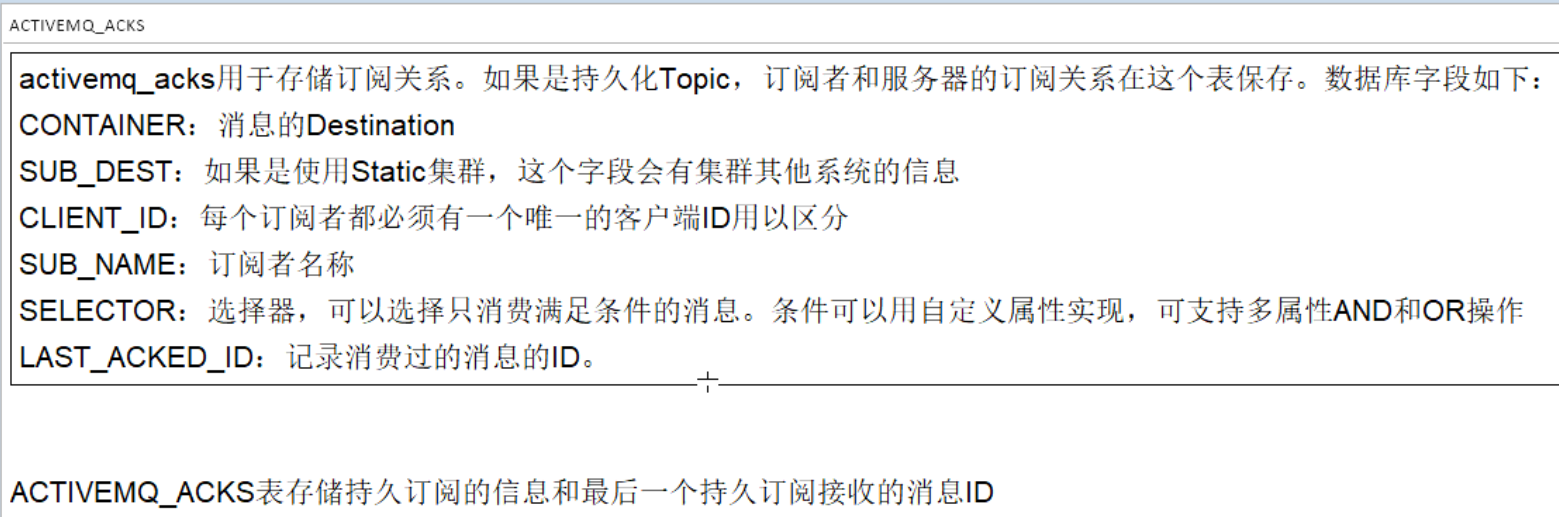 ACTIVEMQ_ACKS
activemq_acks用于存储订阅关系。如果是持久化Topic，订阅者和服务器的订阅关系在这个表保存。数据库字段如下：
CONTAINER：消息的Destination
SUB_DEST：如果是使用Static集群，这个字段会有集群其他系统的信息
CLIENT_ID：每个订阅者都必须有一个唯一的客户端ID用以区分
SUB_NAME：订阅者名称
SELECTOR：选择器，可以选择只消费满足条件的消息。条件可以用自定义属性实现，可支持多属性AND和OR操作
LAST_ACKED_ID：记录消费过的消息的ID。
ACTIVEMQ_ACKS表存储持久订阅的信息和最后一个持久订阅接收的消息ID